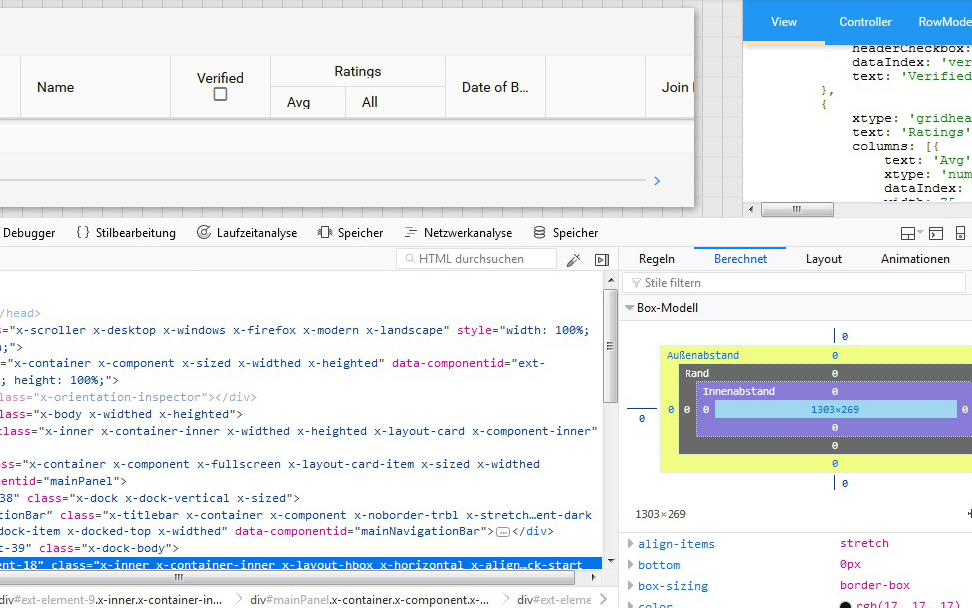 View Controller RowMode
headerCheckbox:
dataIndex: 'ver
text: 'Verified
},
{
xtype: 'gridhea
text: 'Ratings'
columns: [{
text: 'Avg'
xtype: 'num
dataIndex:
width: 75
Name
Verified
Ratings
Avg
All
Date of B...
Join
Debugger { } Stilbearbeitung Laufzeitanalyse Speicher Netzwerkanalyse Speicher
HTML durchsuchen
/head>
s="x-scroller x-desktop x-windows x-firefox x-modern x-landscape" style="width: 100%;
;">
="x-container x-component x-sized x-widthed x-heighted" data-componentid="ext-
; height: 100%;">
lass="x-orientation-inspector"></div>
lass="x-body x-widthed x-heighted">
class="x-inner x-container-inner x-widthed x-heighted x-layout-card x-component-inner"
ss="x-container x-component x-fullscreen x-layout-card-item x-sized x-widthed
entid="mainPanel">
38" class="x-dock x-dock-vertical x-sized">
tionBar" class="x-titlebar x-container x-component x-noborder-trbl x-stretch…ent-dark
dock-item x-docked-top x-widthed" data-componentid="mainNavigationBar">…</div>
t-39" class="x-dock-body">
ent-18" class="x-inner x-container-inner x-layout-hbox x-horizontal x-align…ck-start
div#ext-element-9.x-inner.x-container-in... div#mainPanel.x-container.x-component.x-... div#ext-eleme
Regeln Berechnet Layout Animationen
Stile filtern
Box-Modell
0
Außenabstand 0
Rand 0
Innenabstand 0
0 0 0 0 1303×269 0
0
0
0
0
1303×269
align-items stretch
bottom 0px
box-sizing border-box
color rgb(17, 17, 17)